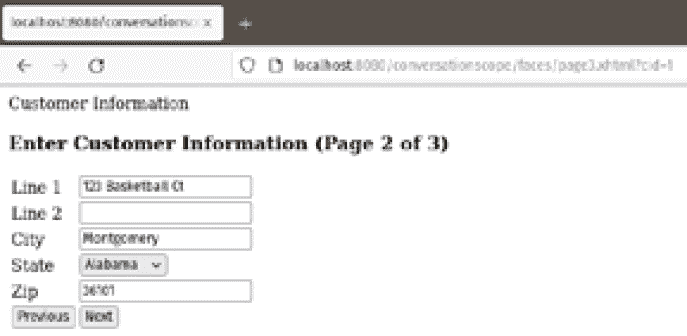 localhost:8080/conversationsc ×
localhost:8080/conversationscope/faces/page3.xhtml?cid=1
Customer Information
Enter Customer Information (Page 2 of 3)
Line 1 123 Basketball Ct
Line 2
City Montgomery
State Alabama
Zip 36101
Previous Next